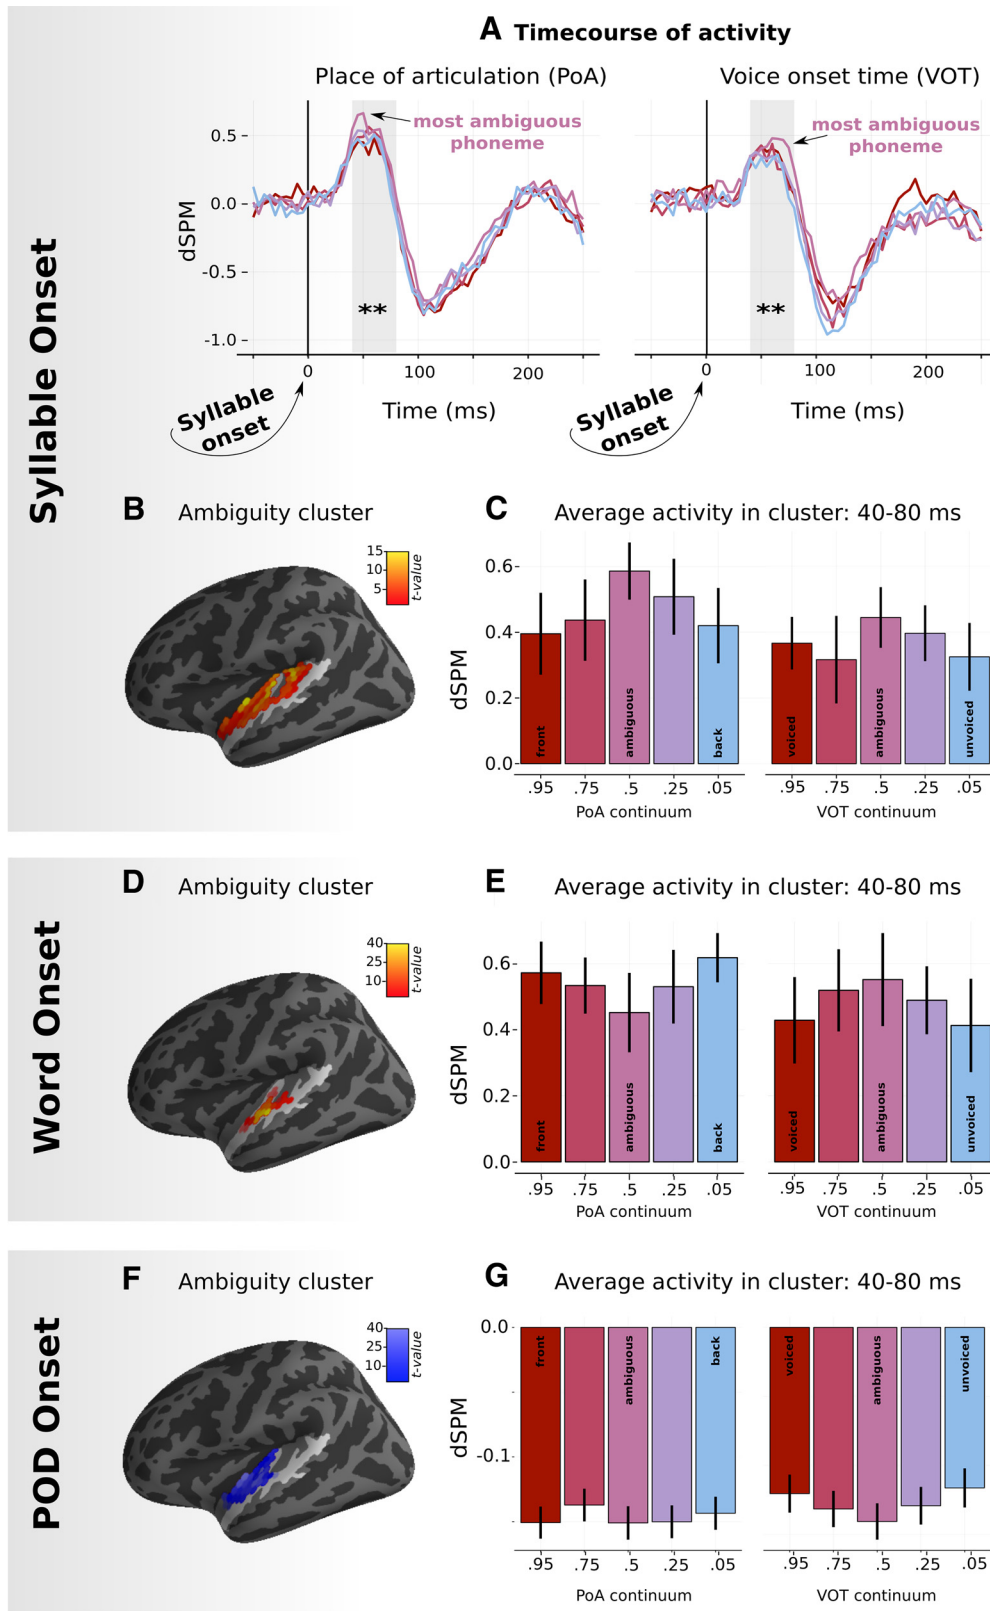 A Timecourse of activity
Place of articulation (PoA)
Voice onset time (VOT)
most ambiguous
phoneme
most ambiguous
phoneme
dSPM
0.5
0.0
-0.5
-1.0
**
**
0
100
200
0
100
200
Syllable
onset
Time (ms)
Syllable
onset
Time (ms)
Syllable Onset
B Ambiguity cluster
15
10
5
t-value
C Average activity in cluster: 40-80 ms
dSPM
0.6
0.4
0.2
0.0
front
ambiguous
back
voiced
ambiguous
unvoiced
.95 .75 .5 .25 .05
PoA continuum
.95 .75 .5 .25 .05
VOT continuum
Word Onset
D Ambiguity cluster
40
25
10
t-value
E Average activity in cluster: 40-80 ms
dSPM
0.6
0.4
0.2
0.0
front
ambiguous
back
voiced
ambiguous
unvoiced
.95 .75 .5 .25 .05
PoA continuum
.95 .75 .5 .25 .05
VOT continuum
POD Onset
F Ambiguity cluster
40
25
10
t-value
G Average activity in cluster: 40-80 ms
dSPM
0.0
-0.1
front
ambiguous
back
voiced
ambiguous
unvoiced
.95 .75 .5 .25 .05
PoA continuum
.95 .75 .5 .25 .05
VOT continuum